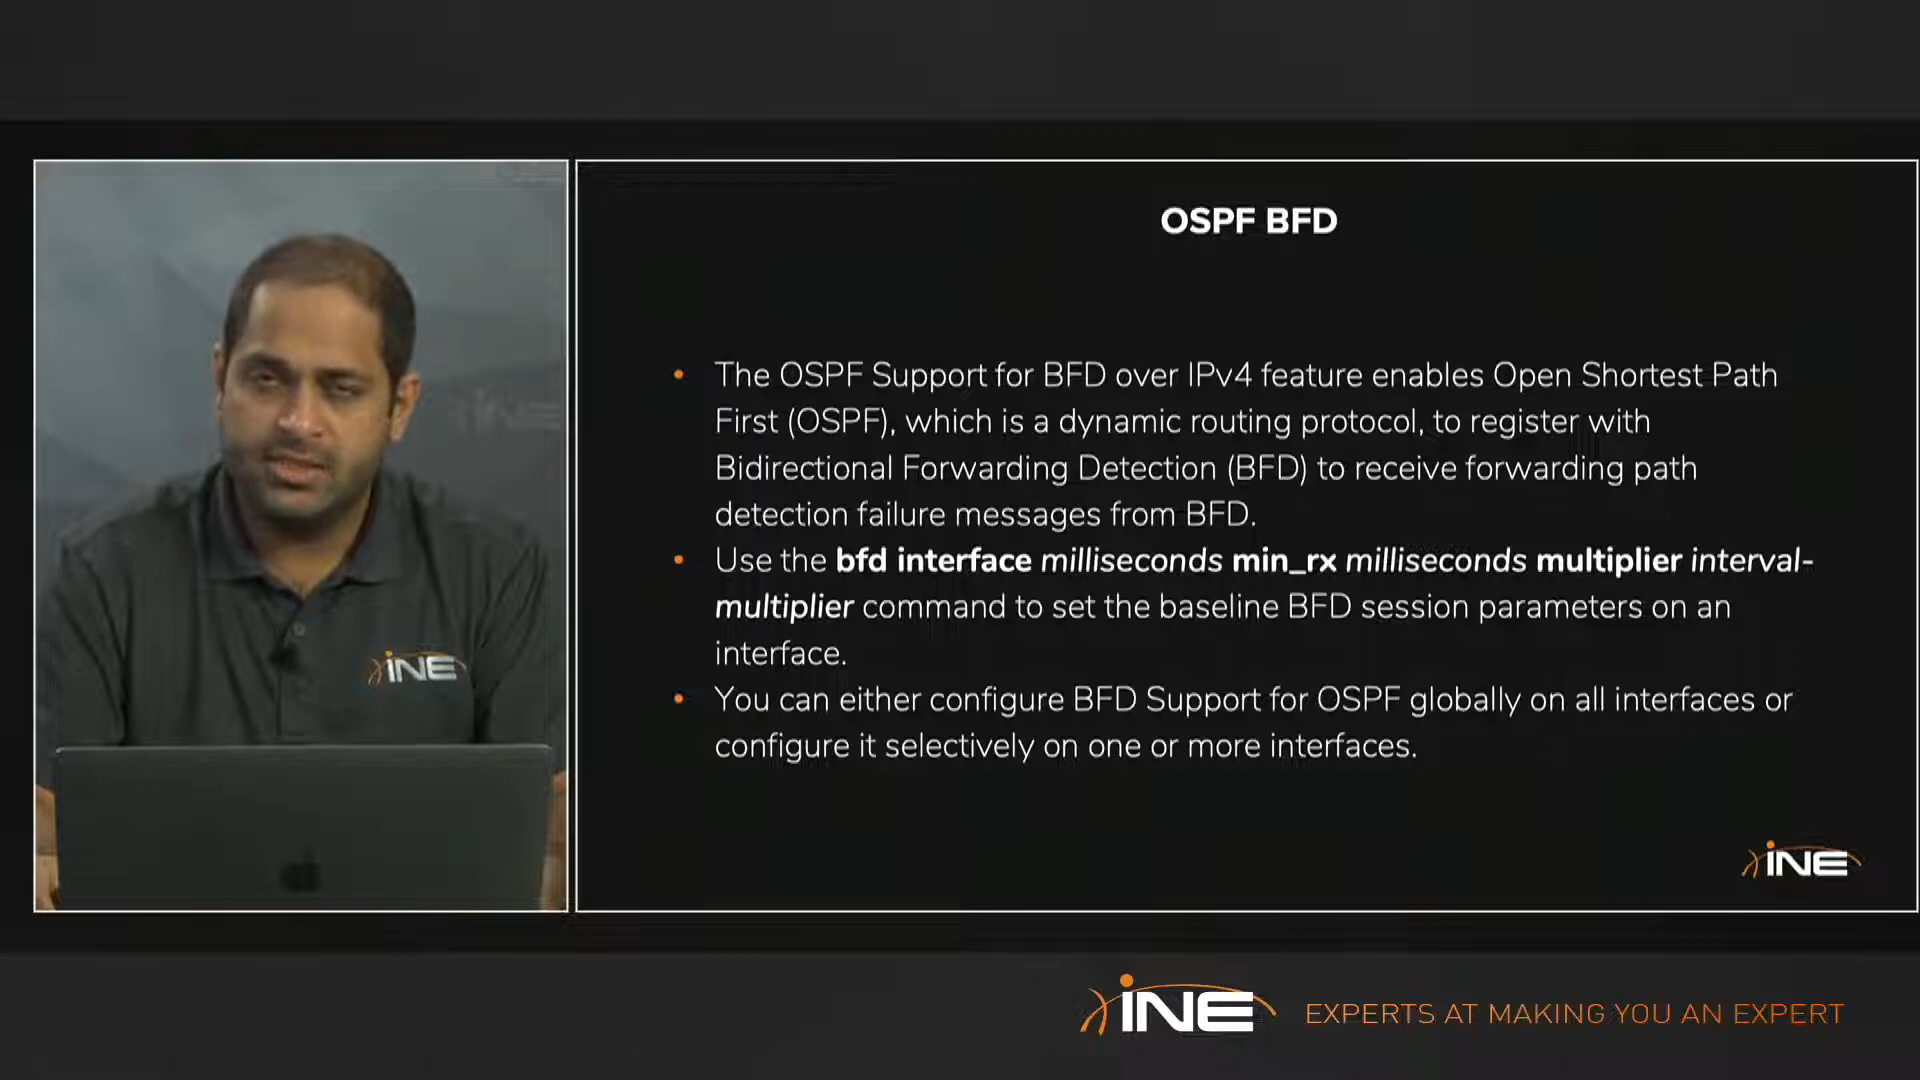 OSPF BFD
The OSPF Support for BFD over IPv4 feature enables Open Shortest Path
First (OSPF), which is a dynamic routing protocol, to register with
Bidirectional Forwarding Detection (BFD) to receive forwarding path
detection failure messages from BFD.
Use the bfd interface milliseconds min_rx milliseconds multiplier interval-
multiplier command to set the baseline BFD session parameters on an
interface.
You can either configure BFD Support for OSPF globally on all interfaces or
configure it selectively on one or more interfaces.
iNE
iNE
iNE
iNE EXPERTS AT MAKING YOU AN EXPERT